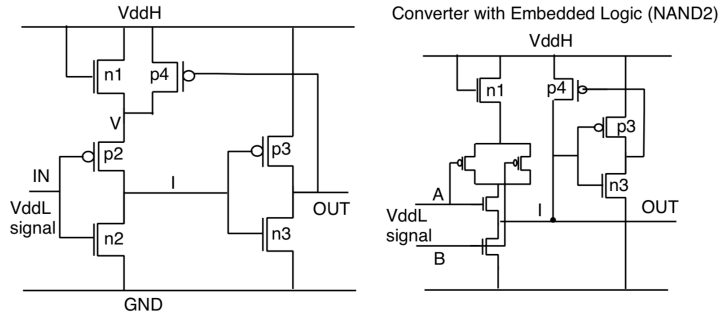 VddH
n1
p4
V
p2
p3
IN
I
VddL
signal
OUT
n2
n3
GND
Converter with Embedded Logic (NAND2)
VddH
n1
p4
p3
A
n3
VddL
signal
I
OUT
B